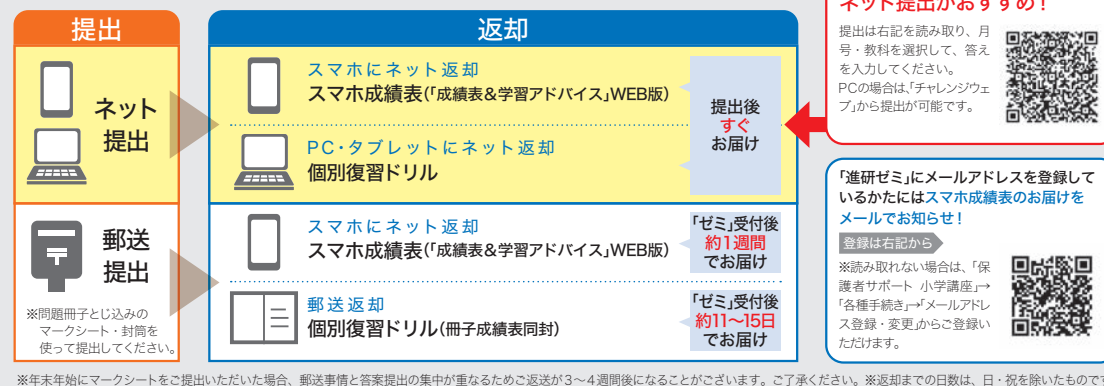 提出
返却
ネット
提出
スマホにネット返却
スマホ成績表(「成績表&学習アドバイス」WEB版)
PC・タブレットにネット返却
個別復習ドリル
提出後
すぐ
お届け
郵送
提出
※問題冊子とじ込みの
マークシート・封筒を
使って提出してください。
スマホにネット返却
スマホ成績表(「成績表&学習アドバイス」WEB版)
「ゼミ」受付後
約1週間
でお届け
郵送返却
個別復習ドリル(冊子成績表同封)
「ゼミ」受付後
約11〜15日
でお届け
ネット提出がおすすめ!
提出は右記を読み取り、月
号・教科を選択して、答え
を入力してください。
PCの場合は、「チャレンジウェ
ブ」から提出が可能です。
「進研ゼミ」にメールアドレスを登録して
いるかたにはスマホ成績表のお届けを
メールでお知らせ!
登録は右記から
※読み取れない場合は、「保
護者サポート 小学講座」→
「各種手続き」→「メールアドレ
ス登録・変更」からご登録い
ただけます。
※年末年始にマークシートをご提出いただいた場合、郵送事情と答案提出の集中が重なるためご返送が3〜4週間後になることがございます。ご了承ください。※返却までの日数は、日・祝を除いたものです